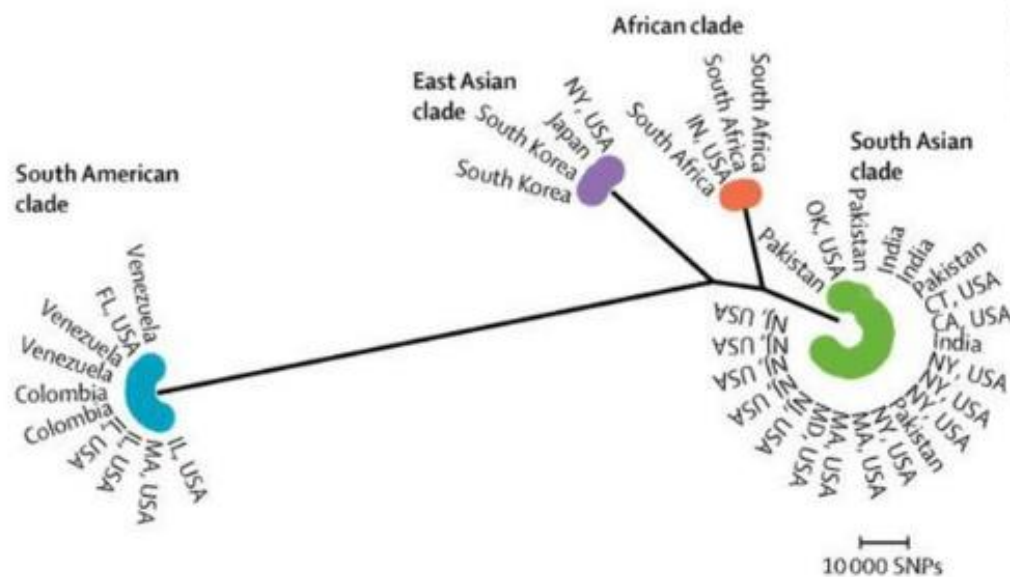 African clade
East Asian
clade
South American
clade
South Asian
clade
South Korea
South Korea
Japan
NY, USA
South Africa
IN, USA
South Africa
South Africa
Pakistan
OK, USA
Pakistan
India
India
Pakistan
CT, USA
CA, USA
India
NY, USA
NY, USA
NY, USA
Pakistan
NY, USA
MA, USA
MA, USA
MD, USA
NJ, USA
NJ, USA
NJ, USA
NJ, USA
NJ, USA
Venezuela
FL, USA
Venezuela
Venezuela
Colombia
Colombia
IL, USA
IL, USA
MA, USA
IL, USA
10 000 SNPs